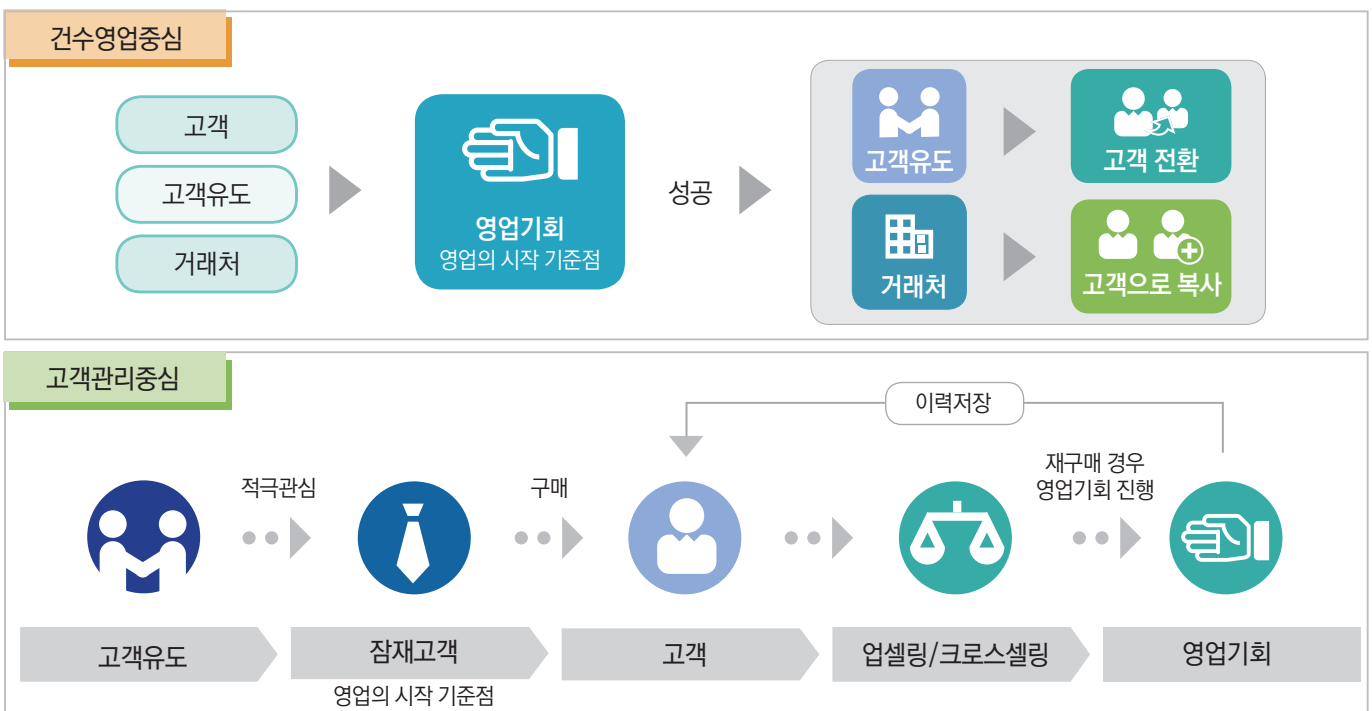 건수영업중심
고객
고객유도
거래처
영업기회
영업의 시작 기준점
성공
고객유도
고객 전환
거래처
고객으로 복사
고객관리중심
이력저장
적극관심
구매
재구매 경우
영업기회 진행
고객유도
잠재고객
고객
업셀링/크로스셀링
영업기회
영업의 시작 기준점